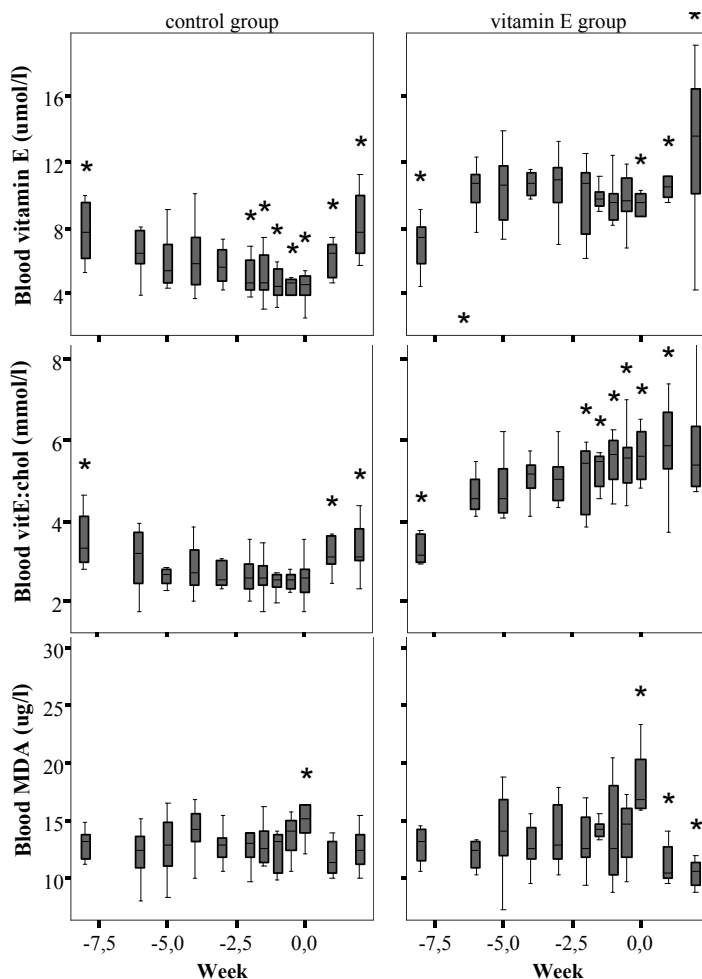 control group
vitamin E group
Blood vitamin E (umol/l)
16
12
8
4
* * * * * * * *
* * * * *
Blood vitE:chol (mmol/l)
8
6
4
2
* * *
* * * * * * *
Blood MDA (ug/l)
30
25
20
15
10
*
* * *
-7,5 -5,0 -2,5 0,0
-7,5 -5,0 -2,5 0,0
Week
Week